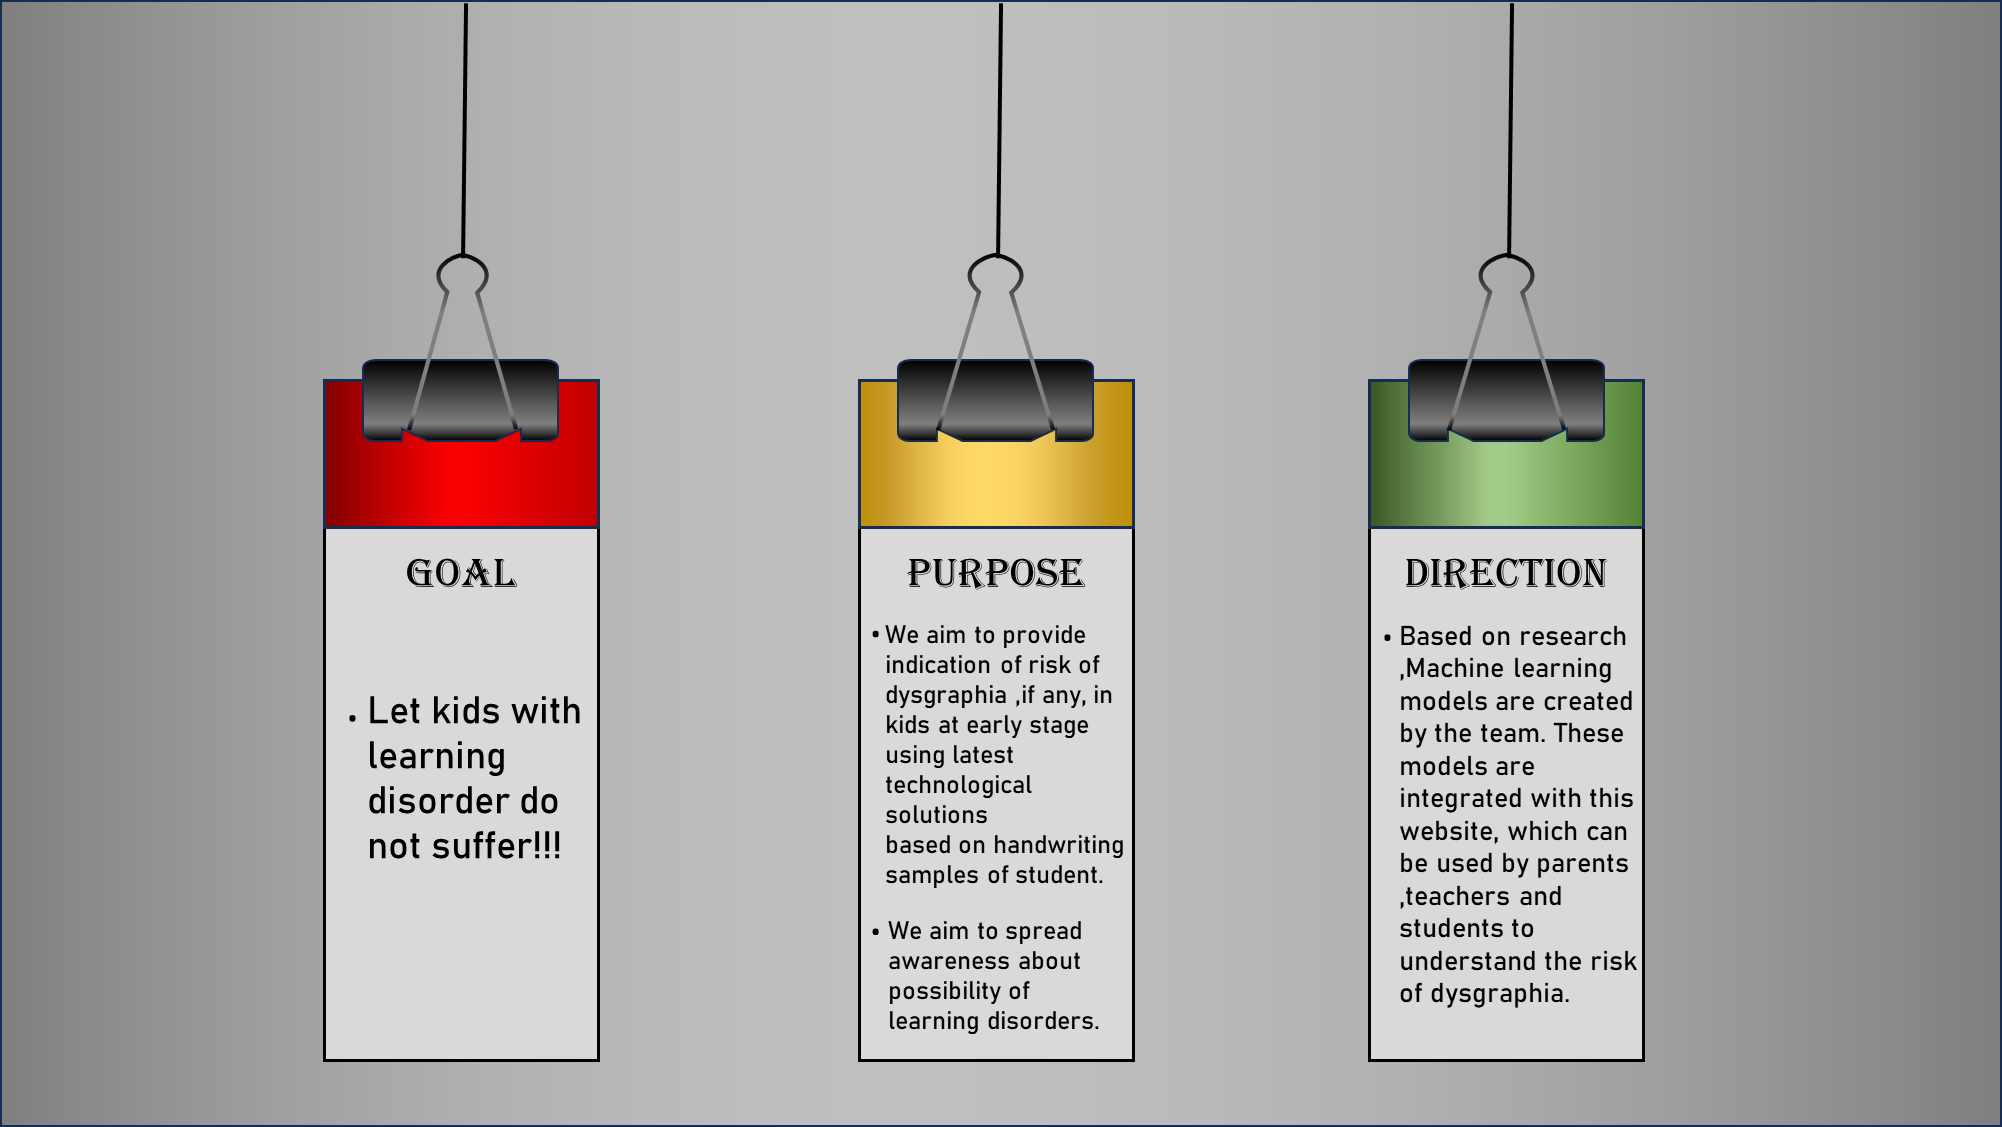 GOAL
• Let kids with
learning
disorder do
not suffer!!!
PURPOSE
• We aim to provide
indication of risk of
dysgraphia ,if any, in
kids at early stage
using latest
technological
solutions
based on handwriting
samples of student.
• We aim to spread
awareness about
possibility of
learning disorders.
DIRECTION
• Based on research
,Machine learning
models are created
by the team. These
models are
integrated with this
website, which can
be used by parents
,teachers and
students to
understand the risk
of dysgraphia.